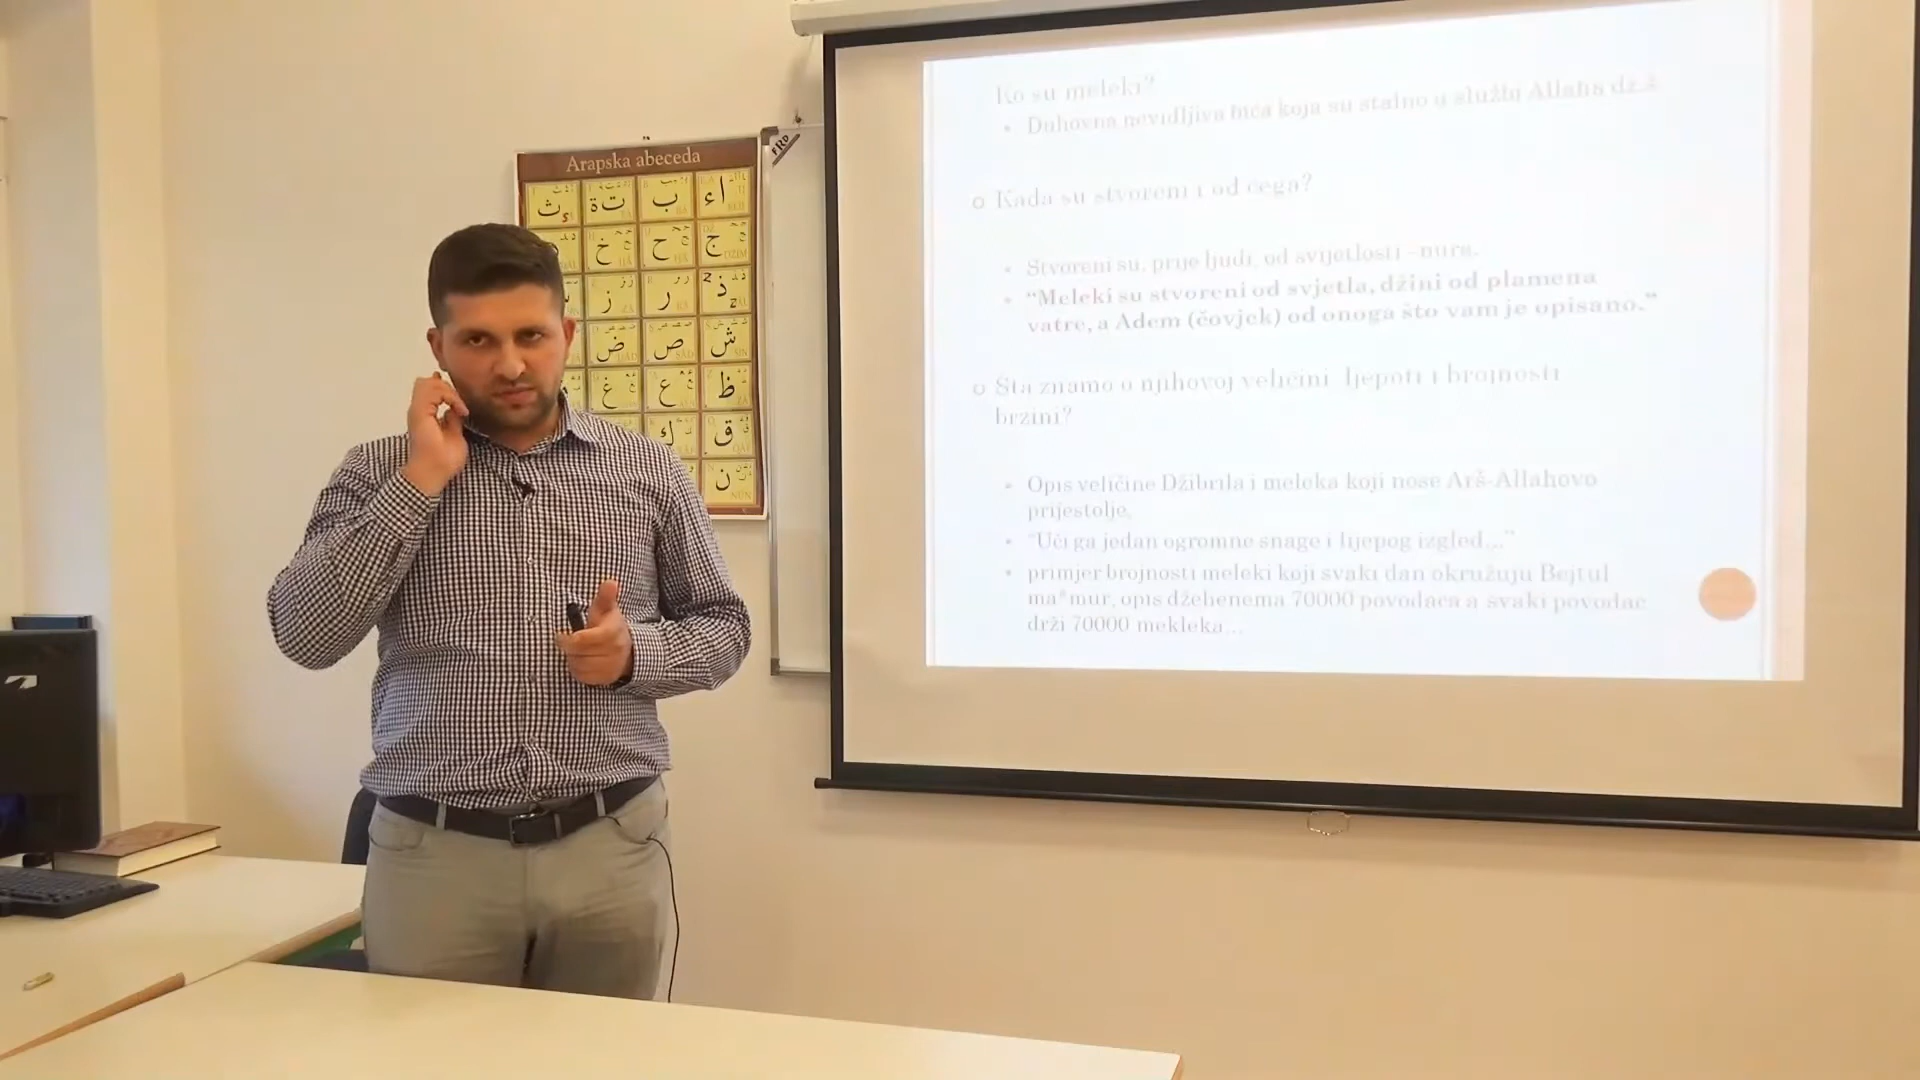 Ko su meleki?
• Duhovna nevidljiva bića koja su stalno u službi Allaha dž.š.
Kada su stvoreni i od čega?
• Stvoreni su, prije ljudi, od svijetlosti –nura.
• “Meleki su stvoreni od svjetla, džini od plamena
vatre, a Adem (čovjek) od onoga što vam je opisano.”
Šta znamo o njihovoj veličini ljepoti i brojnosti
brzini?
• Opis veličine Džibrila i meleka koji nose Arš-Allahovo
prijestolje,
• “Uči ga jedan ogromne snage i lijepog izgled...”
• primjer brojnosti meleki koji svaki dan okružuju Bejtul
ma*mur, opis džehenema 70000 povodaca a svaki povodac
drži 70000 mekleka...
Arapska abeceda
ا ء ب ت ة ث
ج ح خ
ذ ر ز
ش ص ض
ظ ع غ
ق ك
ن
NUN